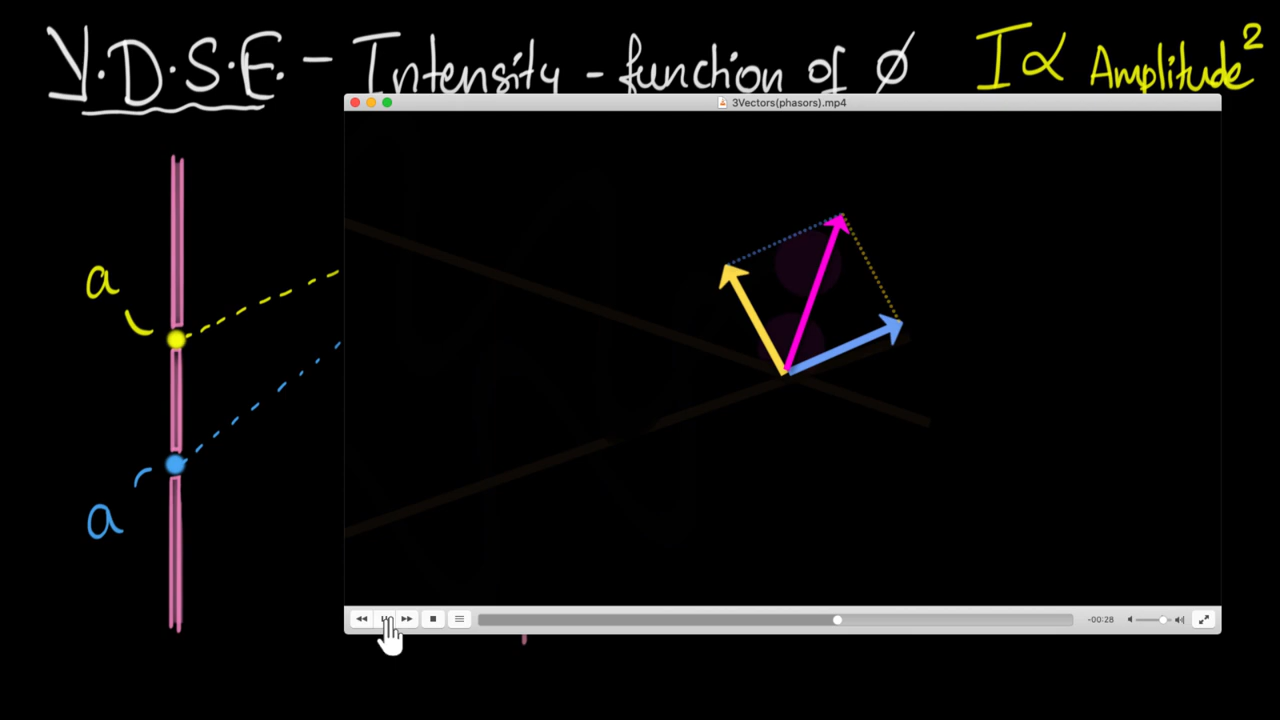 Y.D.S.E. - Intensity - function of ø I∝ Amplitude²
3Vectors(phasors).mp4
a
a
-00:28